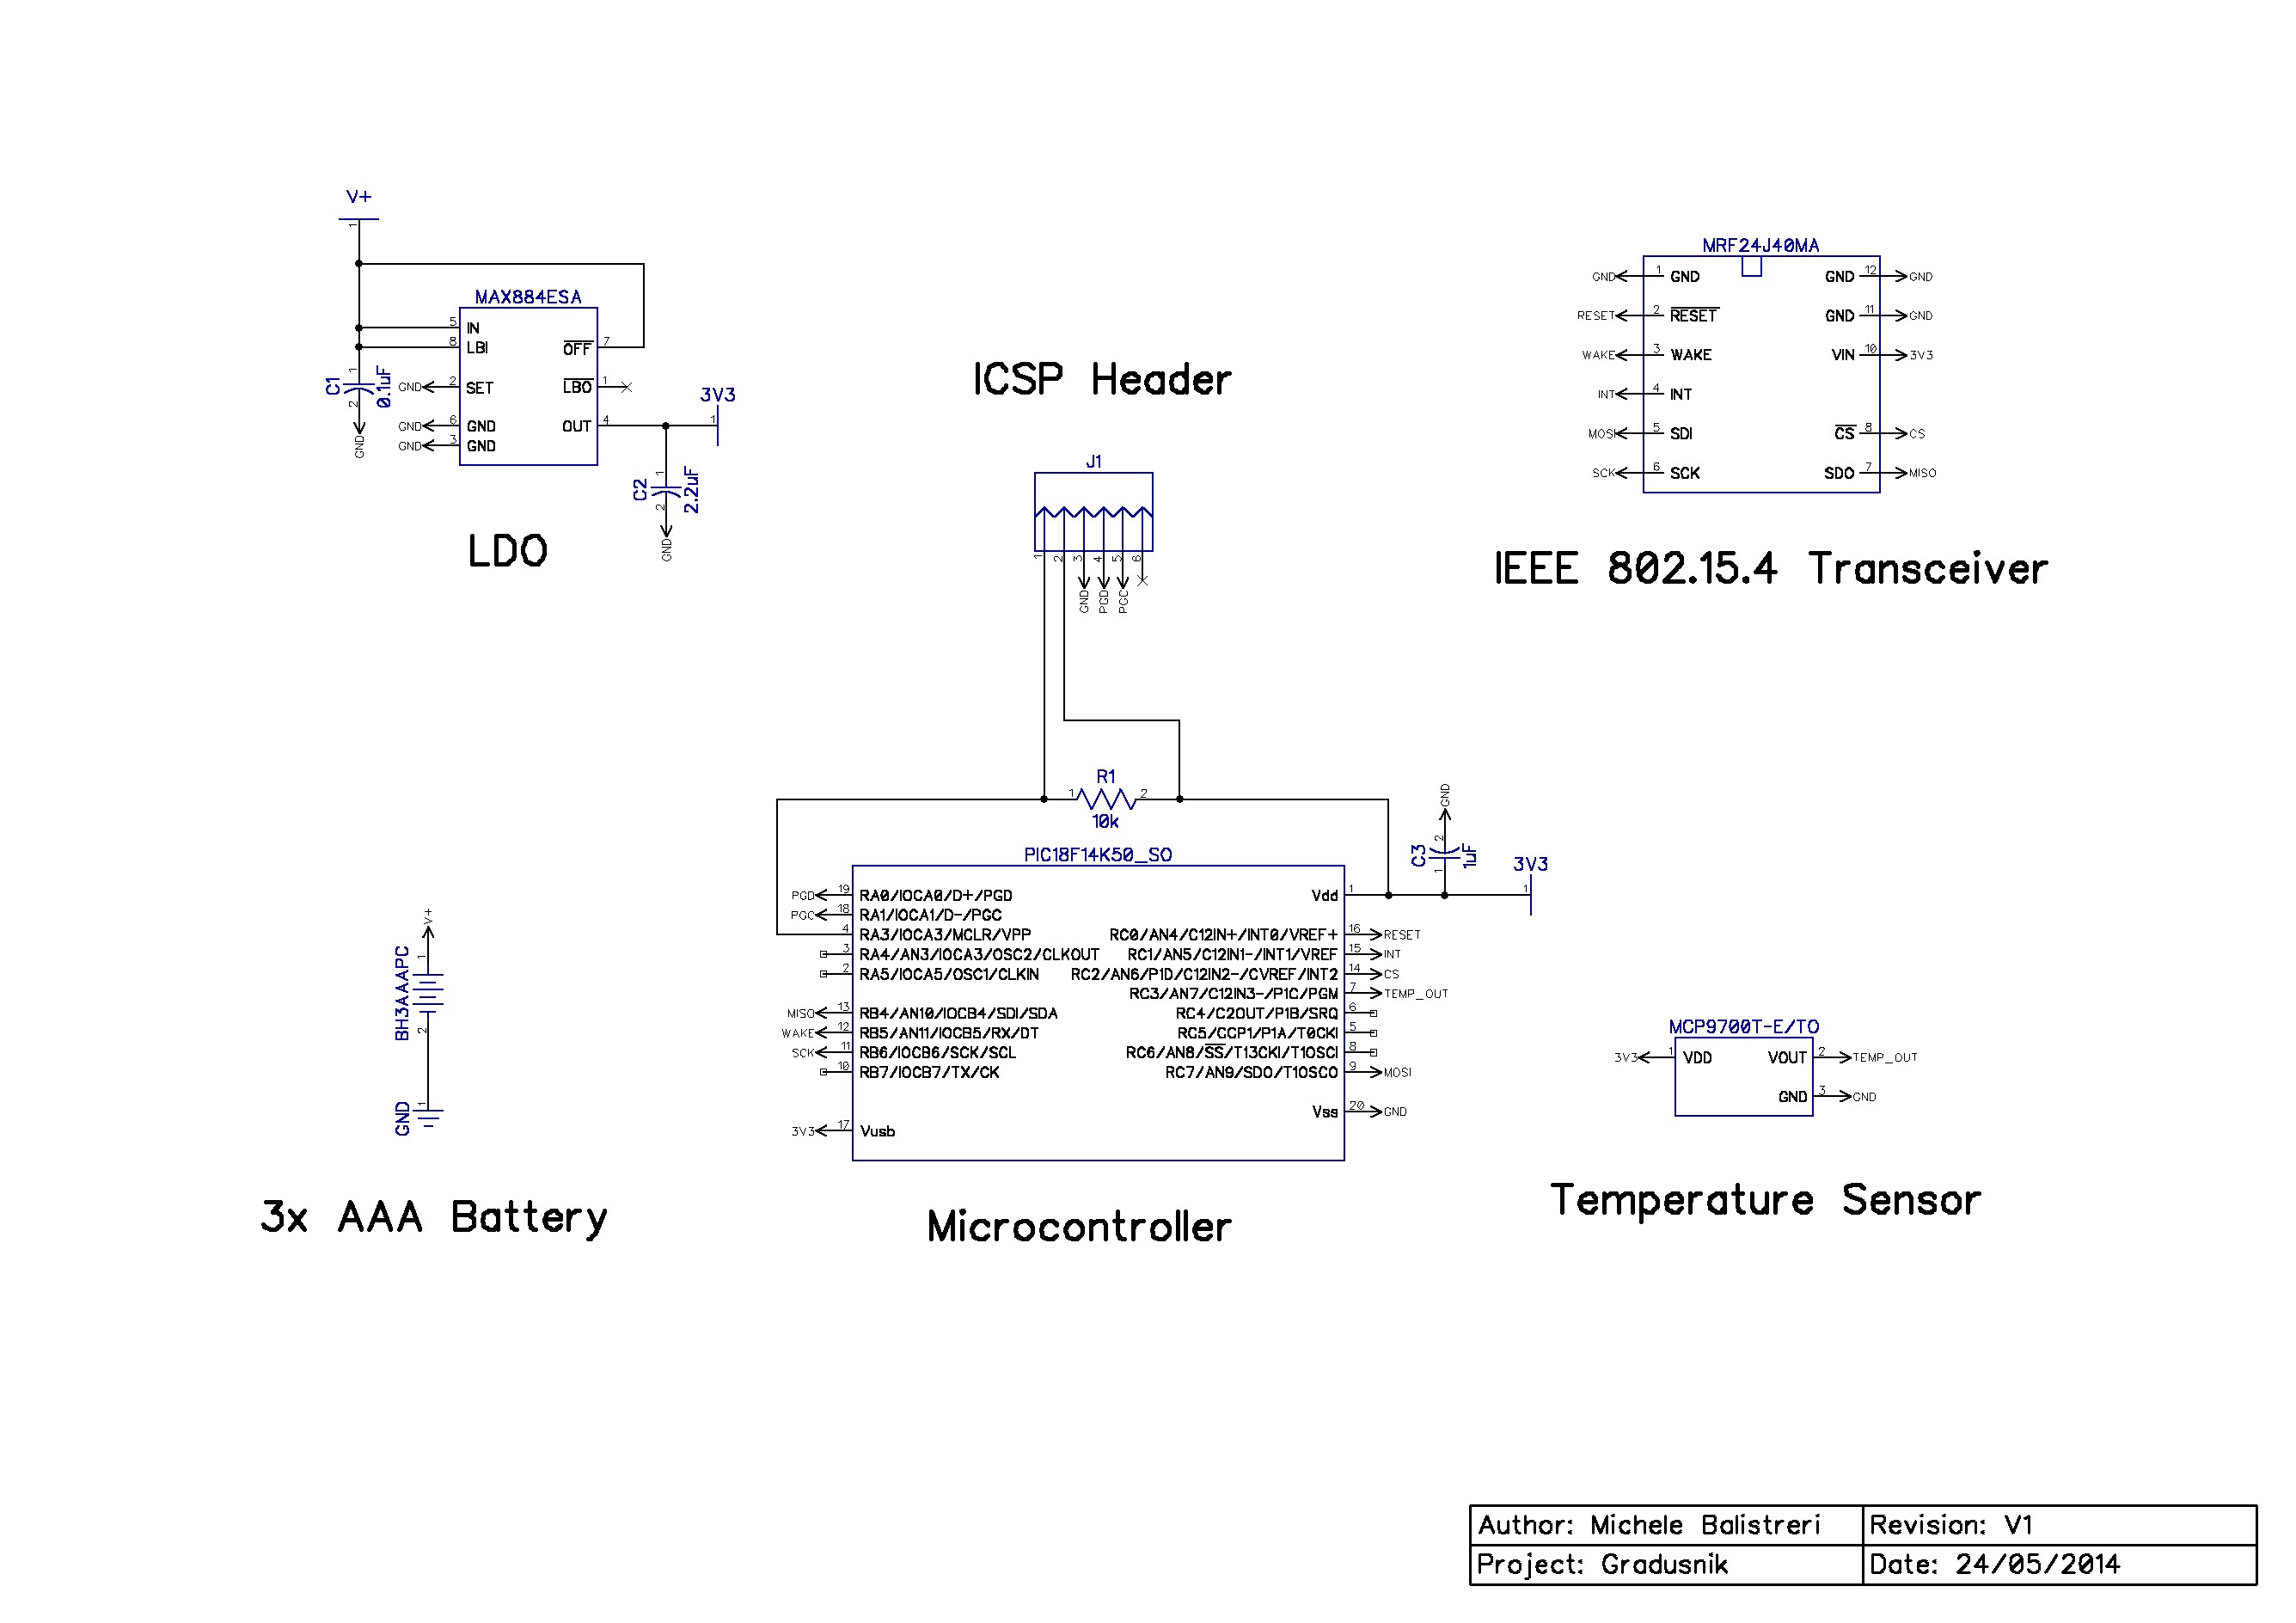 V+
1
MAX884ESA
5 IN
8 LBI
OFF 7
C1
1
2
0.1uF
GND
GND 2 SET
LBO 1
GND 6 GND
GND 3 GND
OUT 4
3V3
1
C2
1
2
2.2uF
GND
LDO
ICSP Header
J1
1 2 3 4 5 6
GND PGD PGC
MRF24J40MA
GND 1 GND
GND 12 GND
RESET 2 RESET
GND 11 GND
WAKE 3 WAKE
VIN 10 3V3
INT 4 INT
MOSI 5 SDI
CS 8 CS
SCK 6 SCK
SDO 7 MISO
IEEE 802.15.4 Transceiver
R1
1 2
10k
GND
2
C3
1uF
1
3V3
1
PIC18F14K50_SO
PGD 19 RA0/IOCA0/D+/PGD
Vdd 1
PGC 18 RA1/IOCA1/D-/PGC
4 RA3/IOCA3/MCLR/VPP
RC0/AN4/C12IN+/INT0/VREF+ 16 RESET
3 RA4/AN3/IOCA3/OSC2/CLKOUT
RC1/AN5/C12IN1-/INT1/VREF 15 INT
2 RA5/IOCA5/OSC1/CLKIN
RC2/AN6/P1D/C12IN2-/CVREF/INT2 14 CS
RC3/AN7/C12IN3-/P1C/PGM 7 TEMP_OUT
MISO 13 RB4/AN10/IOCB4/SDI/SDA
RC4/C2OUT/P1B/SRQ 6
WAKE 12 RB5/AN11/IOCB5/RX/DT
RC5/CCP1/P1A/T0CKI 5
SCK 11 RB6/IOCB6/SCK/SCL
RC6/AN8/SS/T13CKI/T1OSCI 8
10 RB7/IOCB7/TX/CK
RC7/AN9/SDO/T1OSCO 9 MOSI
Vss 20 GND
3V3 17 Vusb
Microcontroller
V+
1
BH3AAAPC
2
GND
1
3x AAA Battery
MCP9700T-E/TO
3V3 1 VDD
VOUT 2 TEMP_OUT
GND 3 GND
Temperature Sensor
Author: Michele Balistreri
Revision: V1
Project: Gradusnik
Date: 24/05/2014